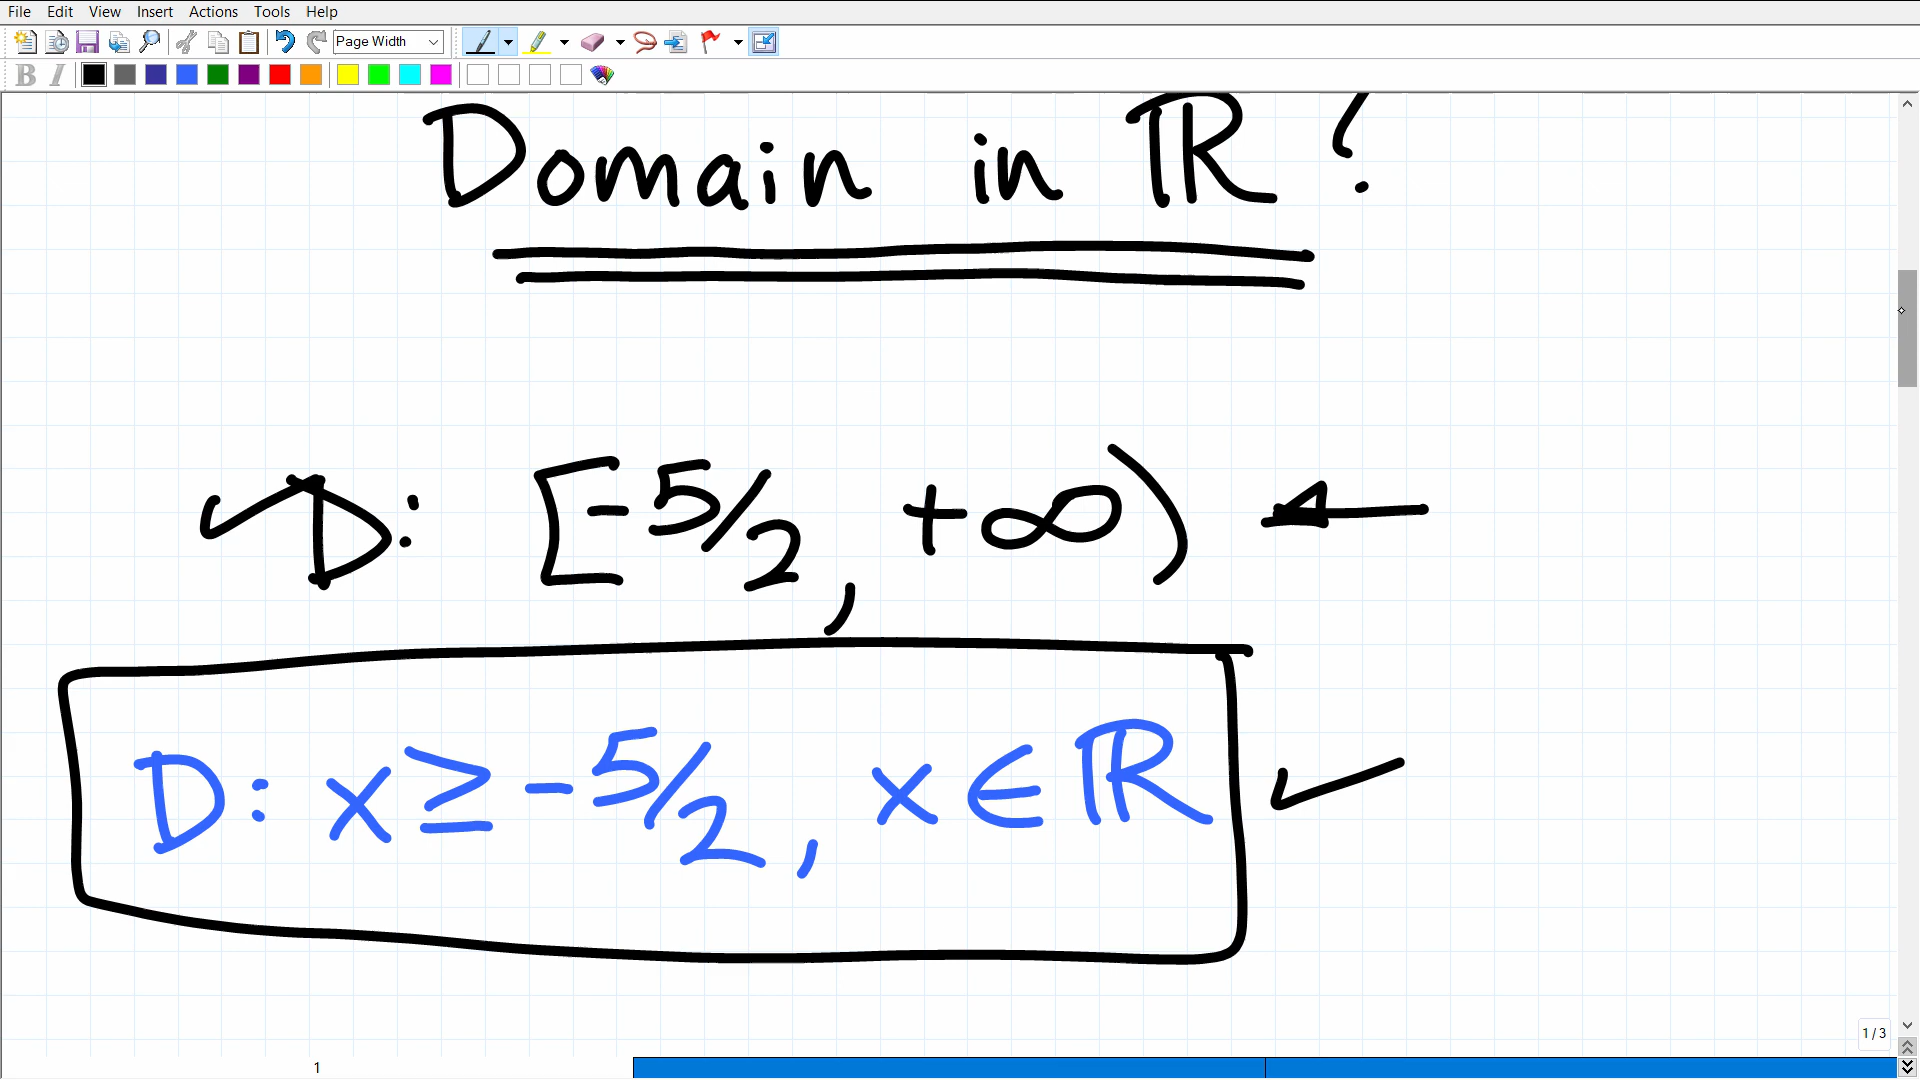 File Edit View Insert Actions Tools Help
Page Width
B I
Domain in ℝ?
D: [-5/2, +∞)
D: x ≥ -5/2, x ∈ ℝ
1 / 3
1